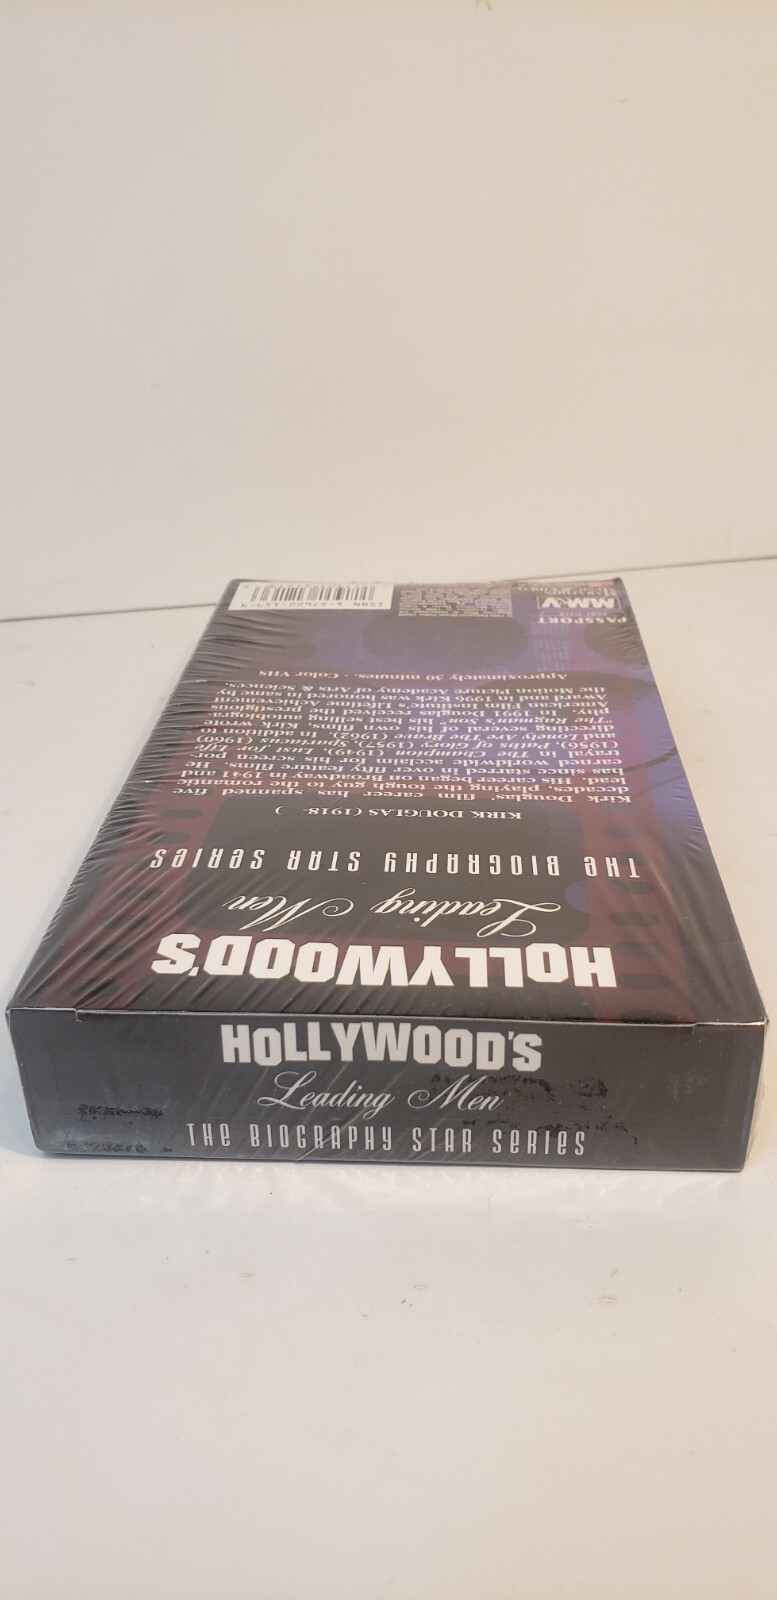 HOLLYWOOD'S
Leading Men
THE BIOGRAPHY STAR SERIES
HOLLYWOOD'S
Leading Men
THE BIOGRAPHY STAR SERIES
KIRK DOUGLAS (1918- )
Kirk Douglas, film career has spanned five
decades, playing the tough guy to the romantic
lead. His career began on Broadway in 1941 and
has since starred in over fifty feature films. He
earned worldwide acclaim for his screen por
trayal in The Champion (1949), Lust for Life
(1956), Paths of Glory (1957), Spartacus (1960)
and Lonely Are The Brave (1962). In addition to
directing several of his own films, Kirk wrote
"The Ragman's Son," his best selling autobiogra
phy. In 1991 Douglas received the prestigious
American Film Institute's Lifetime Achievement
Award and in 1996 Kirk was honored in same by
the Motion Picture Academy of Arts & Sciences.
Approximately 30 minutes. - Color VHS
PASSPORT
MM&V
ISBN 1-57620-117-9